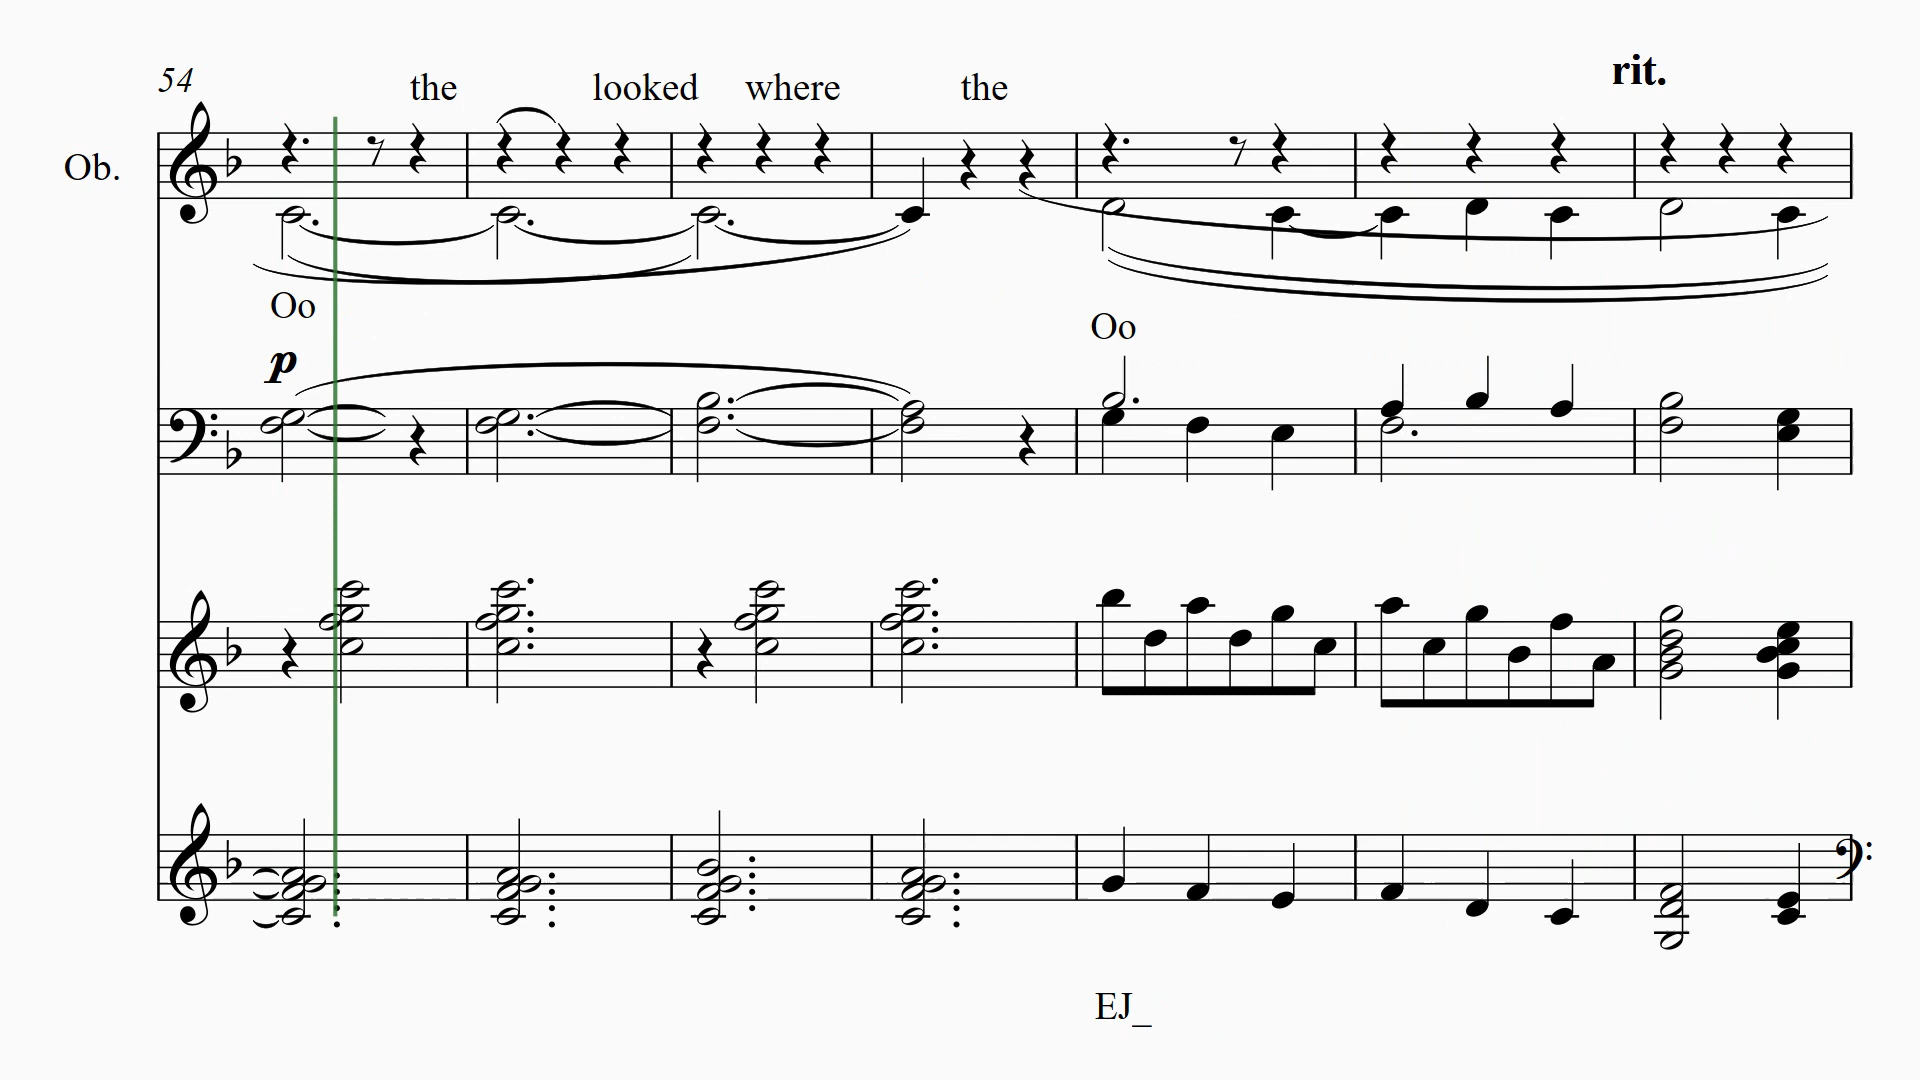 rit.
54
the looked where the
Ob.
Oo
Oo
p
EJ_